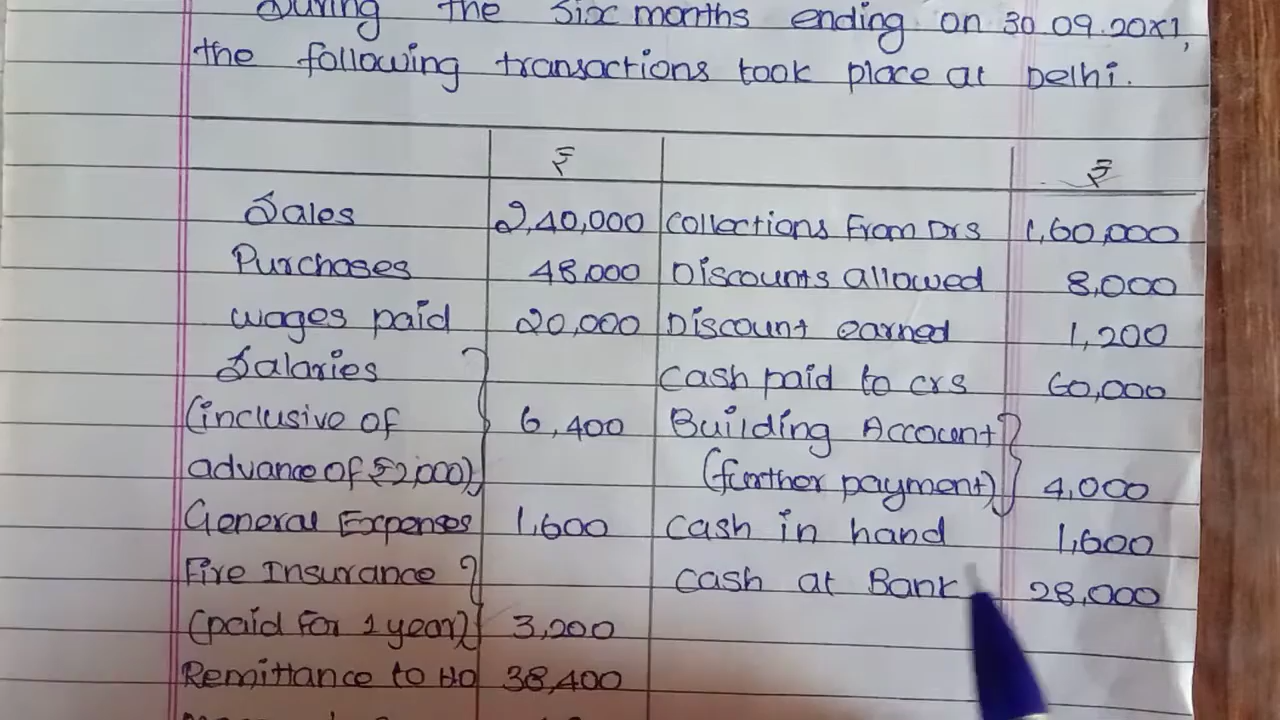 During the Six months ending on 30.09.20x1,
the following transactions took place at Delhi.
₹ ₹
Sales 2,40,000 Collections From Drs 1,60,000
Purchases 48,000 Discounts allowed 8,000
wages paid 20,000 Discount earned 1,200
Salaries cash paid to crs 60,000
(inclusive of 6,400 Building Account
advance of ₹2,000) (further payment) 4,000
General Expenses 1,600 cash in hand 1,600
Fire Insurance cash at Bank 28,000
(paid for 1 year) 3,200
Remittance to HO 38,400